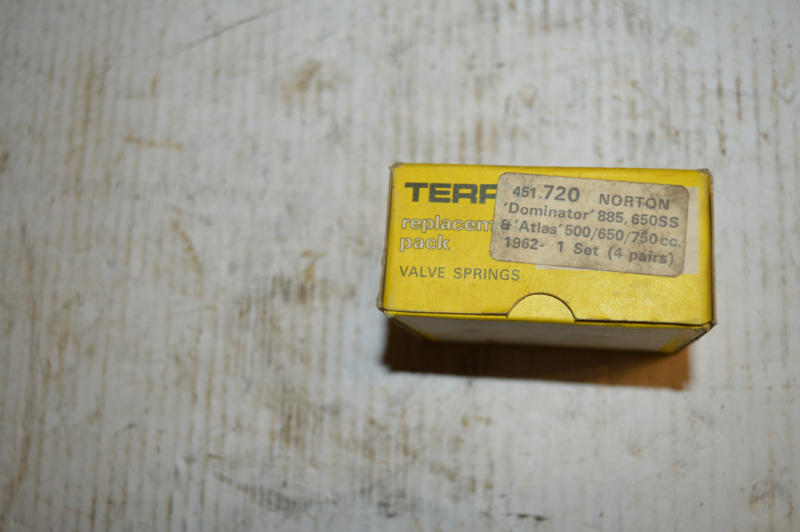 TERR
replacem
pack
VALVE SPRINGS
451.720 NORTON
'Dominator' 885, 650SS
& 'Atlas' 500/650/750cc.
1962- 1 Set (4 pairs)